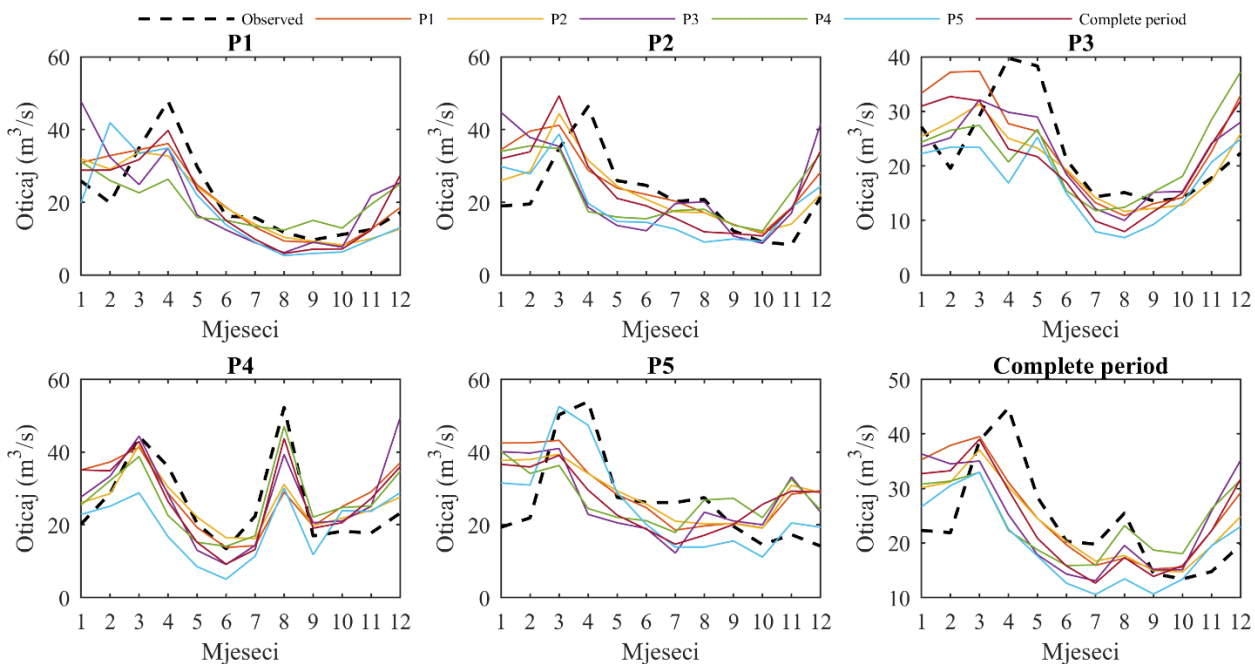 Observed P1 P2 P3 P4 P5 Complete period
P1 P2 P3
60 60 40
40 40 30
20 20 20
10
0 0 0
Oticaj (m³/s) Oticaj (m³/s) Oticaj (m³/s)
1 2 3 4 5 6 7 8 9 10 11 12 1 2 3 4 5 6 7 8 9 10 11 12 1 2 3 4 5 6 7 8 9 10 11 12
Mjeseci Mjeseci Mjeseci
P4 P5 Complete period
60 60 50
40 40 40
30
20 20 20
0 0 10
Oticaj (m³/s) Oticaj (m³/s) Oticaj (m³/s)
1 2 3 4 5 6 7 8 9 10 11 12 1 2 3 4 5 6 7 8 9 10 11 12 1 2 3 4 5 6 7 8 9 10 11 12
Mjeseci Mjeseci Mjeseci